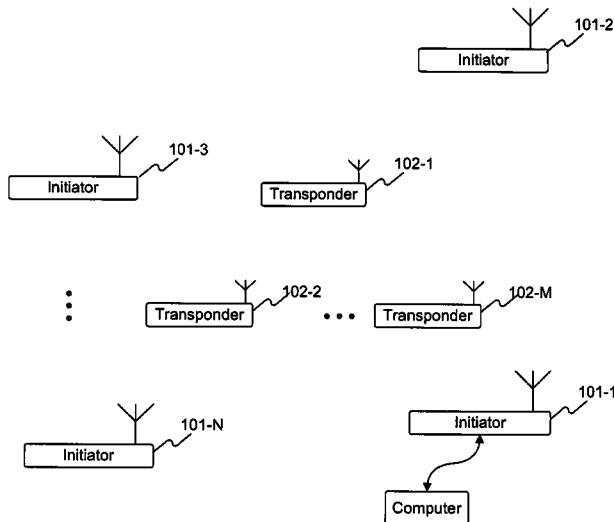 101-2
Initiator
101-3
Initiator
102-1
Transponder
102-2
Transponder
102-M
Transponder
101-N
Initiator
101-1
Initiator
Computer